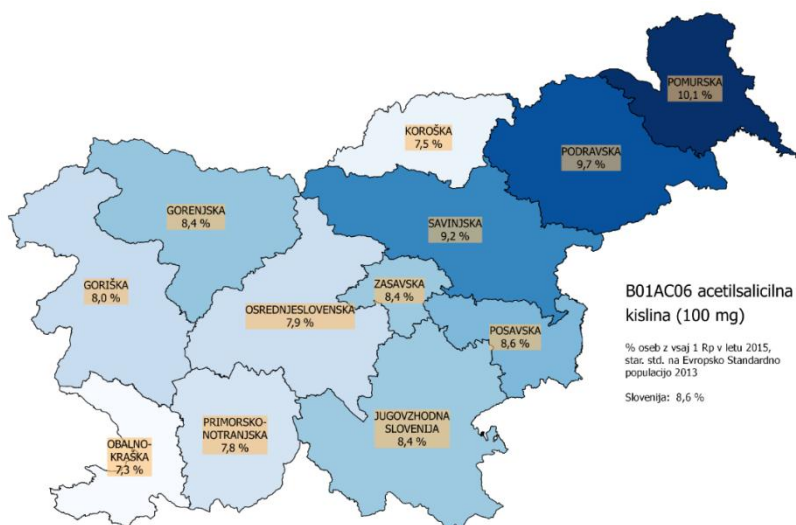 POMURSKA
10,1 %
KOROŠKA
7,5 %
PODRAVSKA
9,7 %
GORENJSKA
8,4 %
SAVINJSKA
9,2 %
GORIŠKA
8,0 %
ZASAVSKA
8,4 %
OSREDNJESLOVENSKA
7,9 %
POSAVSKA
8,6 %
B01AC06 acetilsalicilna
kislina (100 mg)
% oseb z vsaj 1 Rp v letu 2015,
star. std. na Evropsko Standardno
populacijo 2013
Slovenija: 8,6 %
PRIMORSKO-
NOTRANJSKA
7,8 %
JUGOVZHODNA
SLOVENIJA
8,4 %
OBALNO-
KRAŠKA
7,3 %